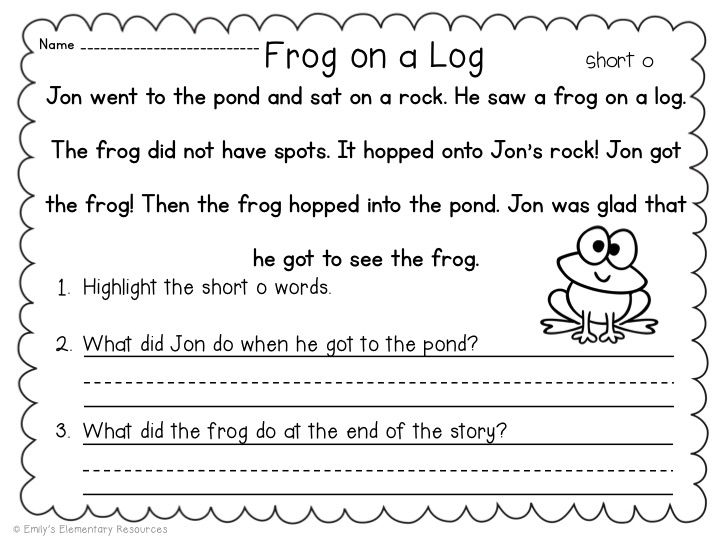 Name
Frog on a Log
short o
Jon went to the pond and sat on a rock. He saw a frog on a log.
The frog did not have spots. It hopped onto Jon's rock! Jon got
the frog! Then the frog hopped into the pond. Jon was glad that
he got to see the frog.
1. Highlight the short o words.
2. What did Jon do when he got to the pond?
3. What did the frog do at the end of the story?
© Emily's Elementary Resources